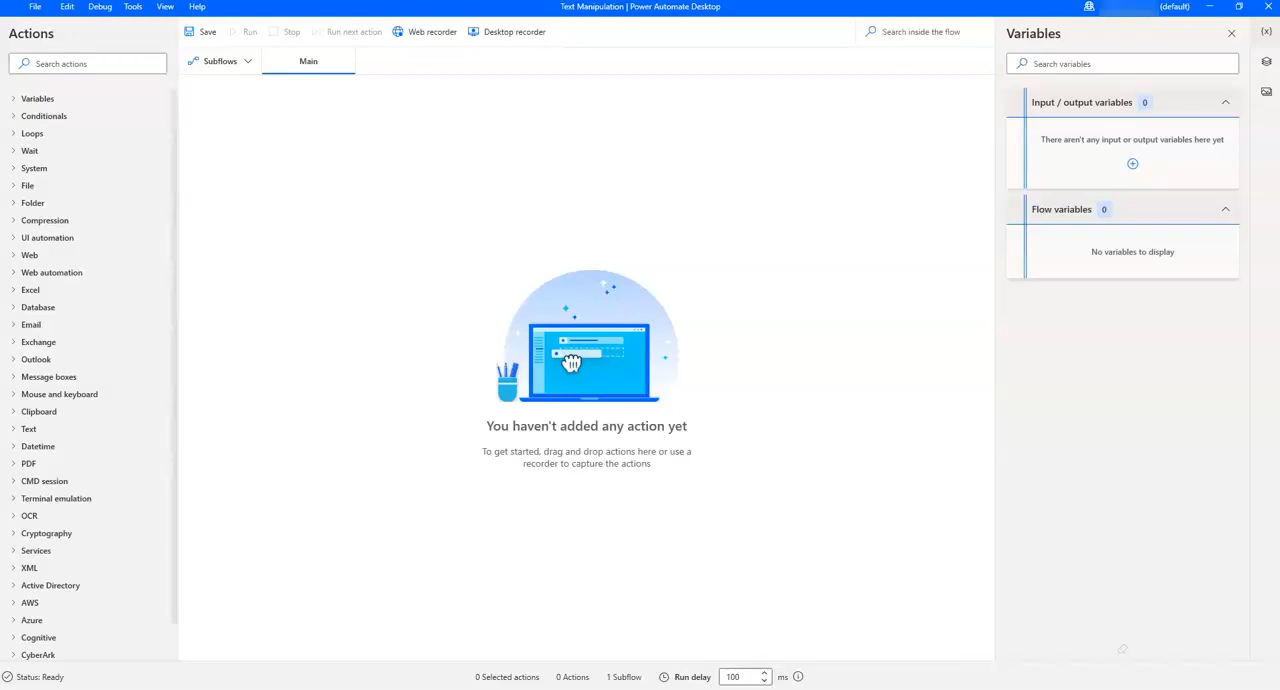 File Edit Debug Tools View Help
Text Manipulation | Power Automate Desktop
(default)
Actions
Search actions
Variables
Conditionals
Loops
Wait
System
File
Folder
Compression
UI automation
Web
Web automation
Excel
Database
Email
Exchange
Outlook
Message boxes
Mouse and keyboard
Clipboard
Text
Datetime
PDF
CMD session
Terminal emulation
OCR
Cryptography
Services
XML
Active Directory
AWS
Azure
Cognitive
CyberArk
Save Run Stop Run next action Web recorder Desktop recorder
Search inside the flow
Subflows Main
You haven't added any action yet
To get started, drag and drop actions here or use a
recorder to capture the actions
Variables
{x}
Search variables
Input / output variables 0
There aren't any input or output variables here yet
Flow variables 0
No variables to display
Status: Ready
0 Selected actions 0 Actions 1 Subflow Run delay 100 ms